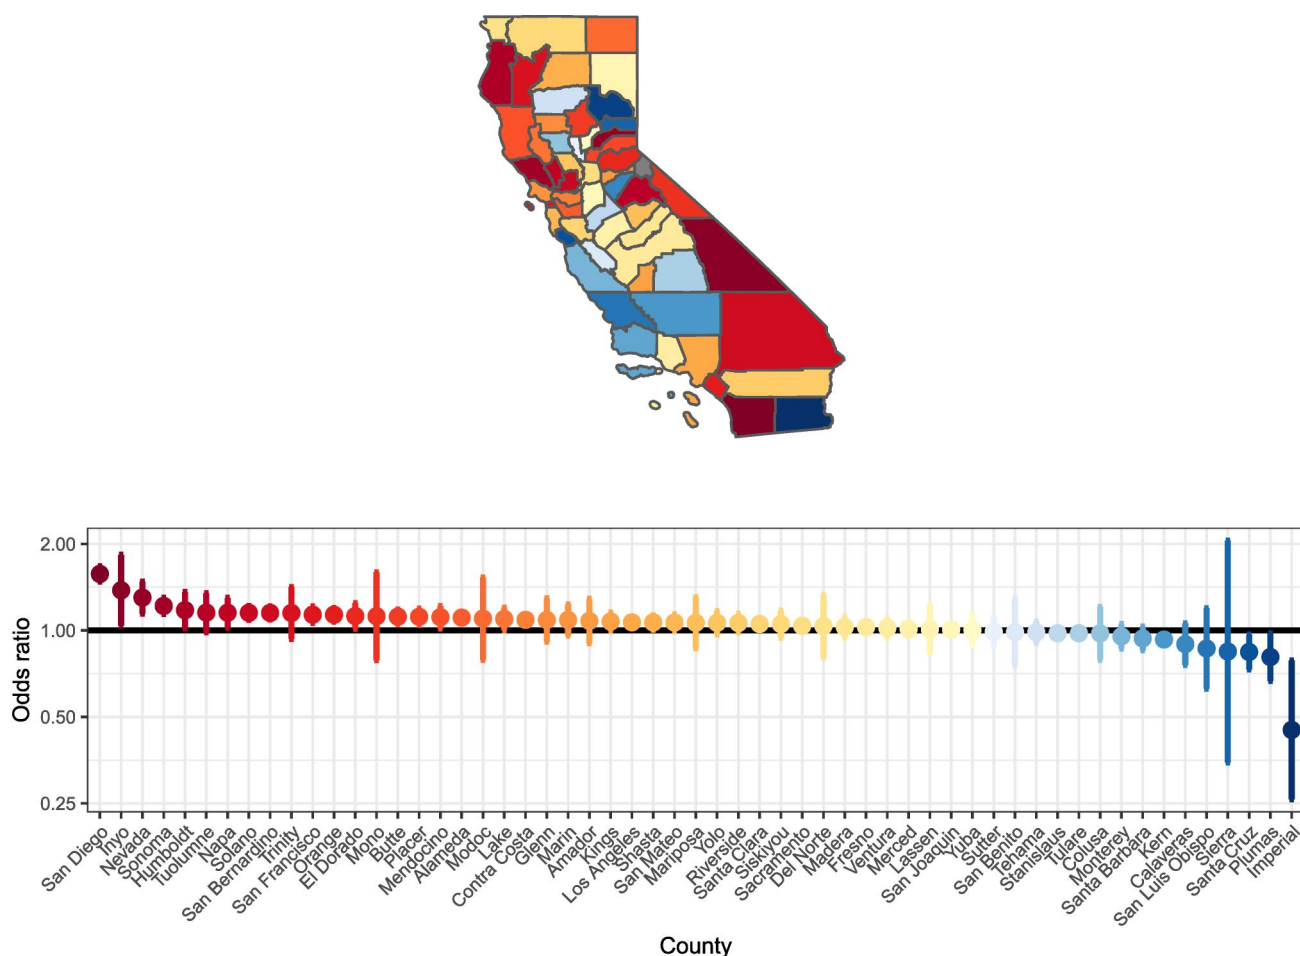 2.00
1.00
0.50
0.25
Odds ratio
San Diego
Inyo
Nevada
Sonoma
Humboldt
Tuolumne
Napa
Solano
San Bernardino
Trinity
San Francisco
Orange
El Dorado
Mono
Butte
Placer
Mendocino
Alameda
Modoc
Lake
Contra Costa
Glenn
Marin
Amador
Kings
Los Angeles
Shasta
San Mateo
Mariposa
Yolo
Riverside
Santa Clara
Siskiyou
Sacramento
Del Norte
Madera
Fresno
Ventura
Merced
Lassen
San Joaquin
Yuba
Sutter
San Benito
Tehama
Stanislaus
Tulare
Colusa
Monterey
Santa Barbara
Kern
Calaveras
San Luis Obispo
Sierra
Santa Cruz
Plumas
Imperial
County